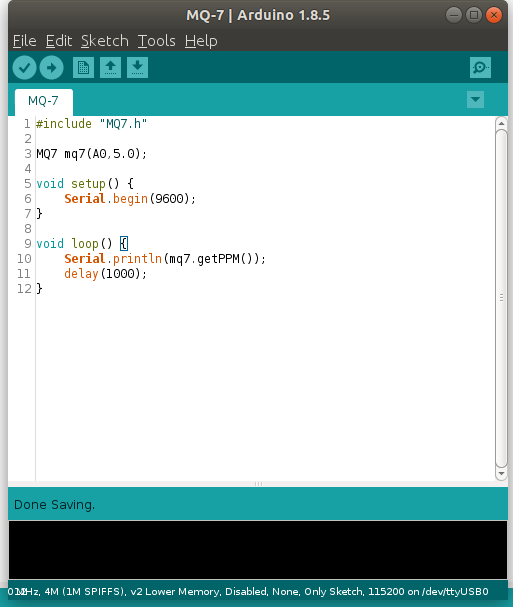 MQ-7 | Arduino 1.8.5
File Edit Sketch Tools Help
MQ-7
1 #include "MQ7.h"
2
3 MQ7 mq7(A0,5.0);
4
5 void setup() {
6 Serial.begin(9600);
7 }
8
9 void loop() {
10 Serial.println(mq7.getPPM());
11 delay(1000);
12 }
Done Saving.
MHz, 4M (1M SPIFFS), v2 Lower Memory, Disabled, None, Only Sketch, 115200 on /dev/ttyUSB0